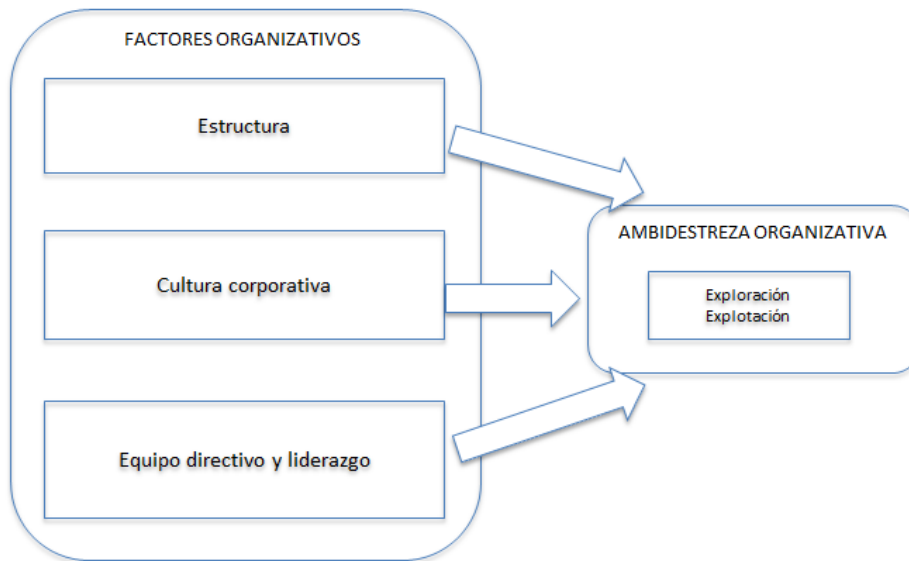 FACTORES ORGANIZATIVOS
Estructura
Cultura corporativa
Equipo directivo y liderazgo
AMBIDESTREZA ORGANIZATIVA
Exploración
Explotación